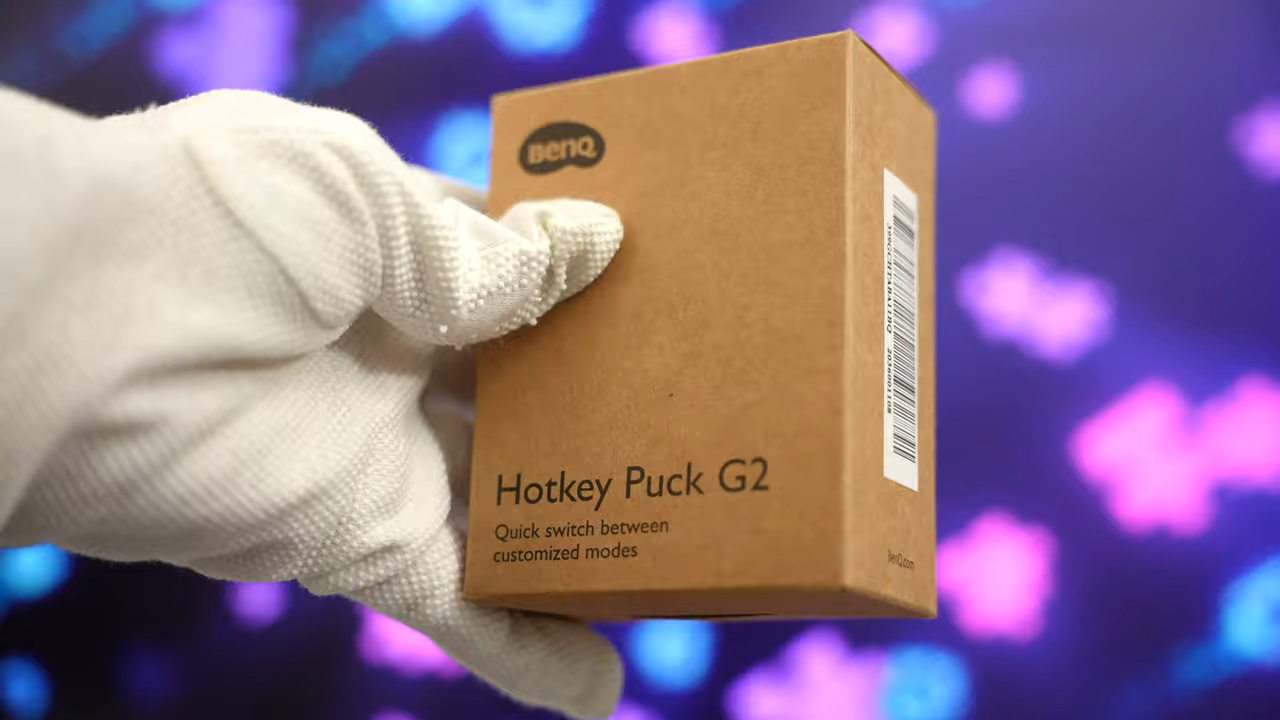 BenQ
Hotkey Puck G2
Quick switch between
customized modes
BenQ.com